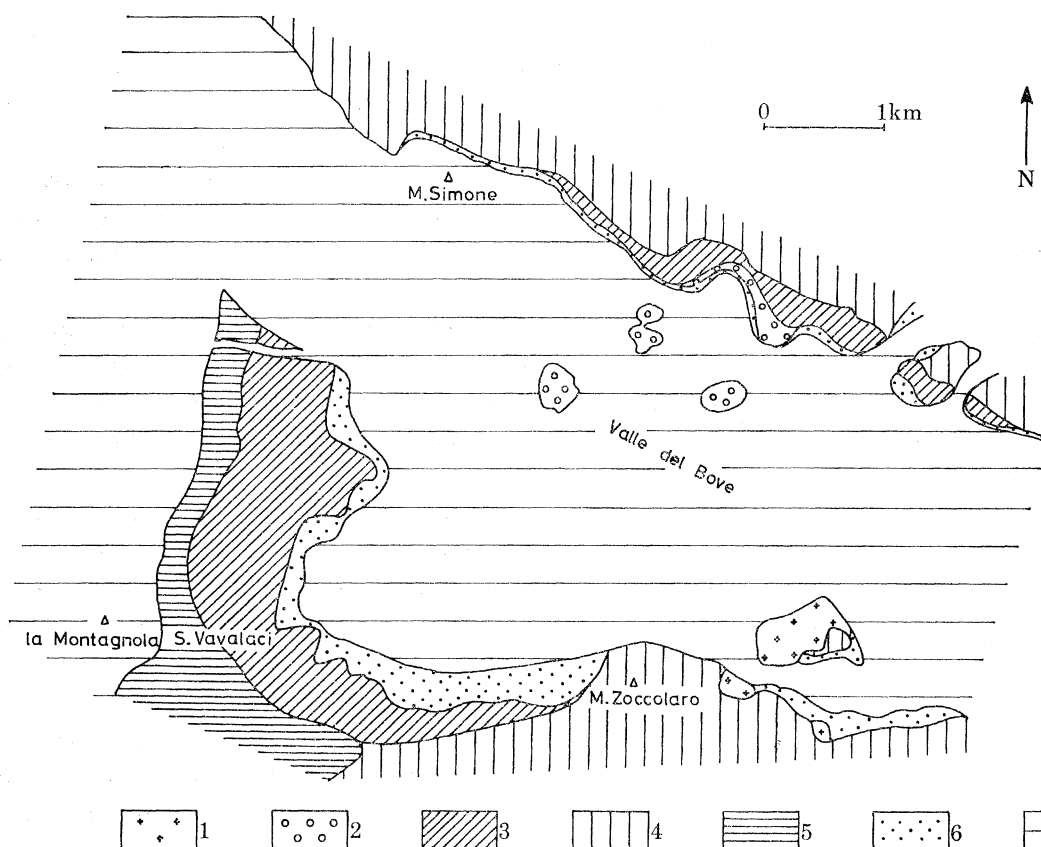 0 1km
N
M.Simone
Valle del Bove
la Montagnola S. Vavalaci
M. Zoccolaro
1 2 3 4 5 6